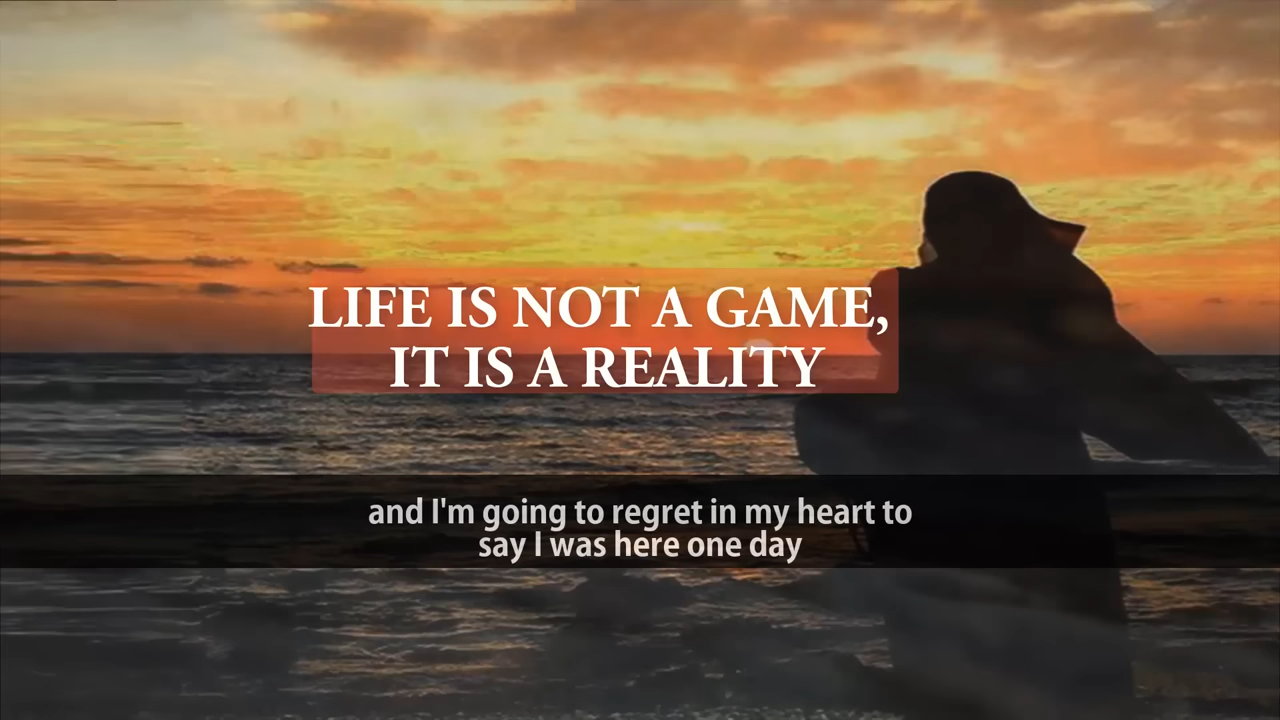 LIFE IS NOT A GAME,
IT IS A REALITY
and I'm going to regret in my heart to
say I was here one day